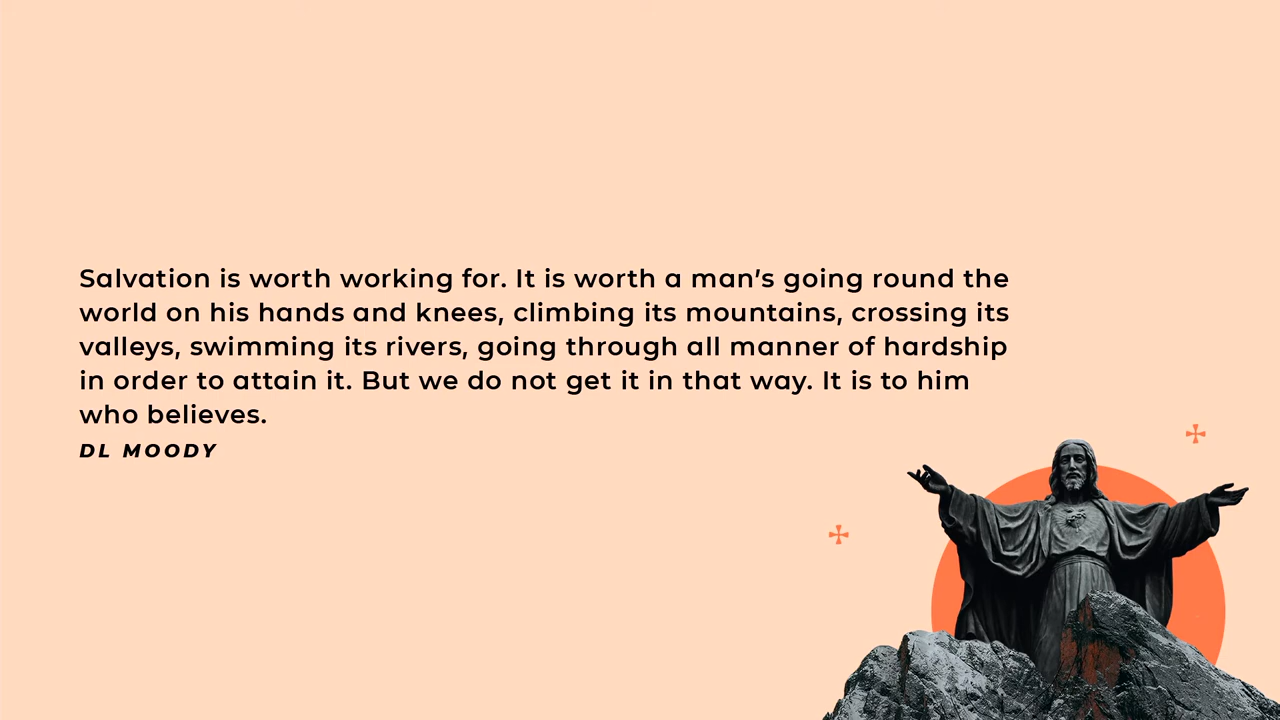 Salvation is worth working for. It is worth a man's going round the
world on his hands and knees, climbing its mountains, crossing its
valleys, swimming its rivers, going through all manner of hardship
in order to attain it. But we do not get it in that way. It is to him
who believes.
DL MOODY